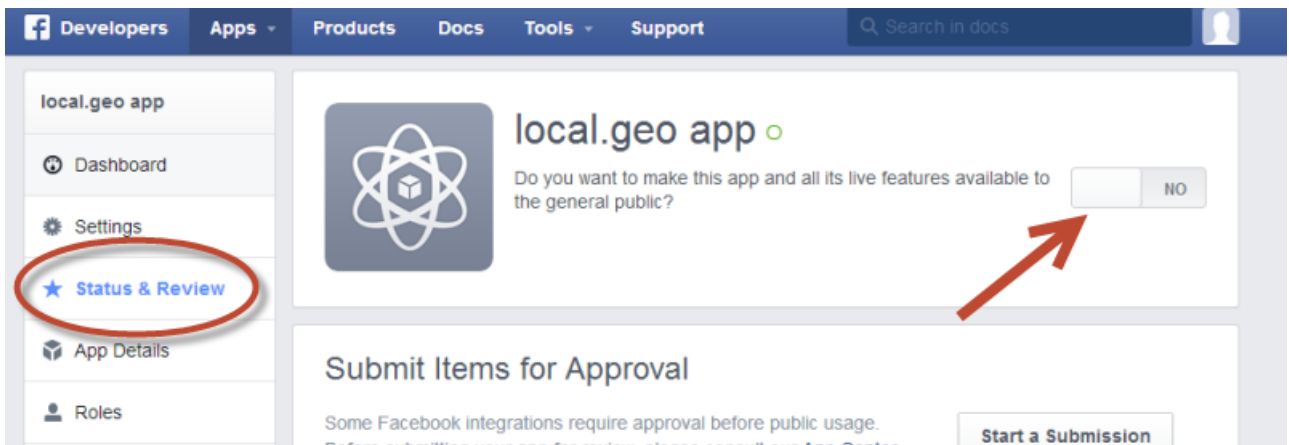 Developers Apps Products Docs Tools Support Search in docs
local.geo app
Dashboard
Settings
Status & Review
App Details
Roles
local.geo app
Do you want to make this app and all its live features available to
the general public?
NO
Submit Items for Approval
Some Facebook integrations require approval before public usage.
Start a Submission